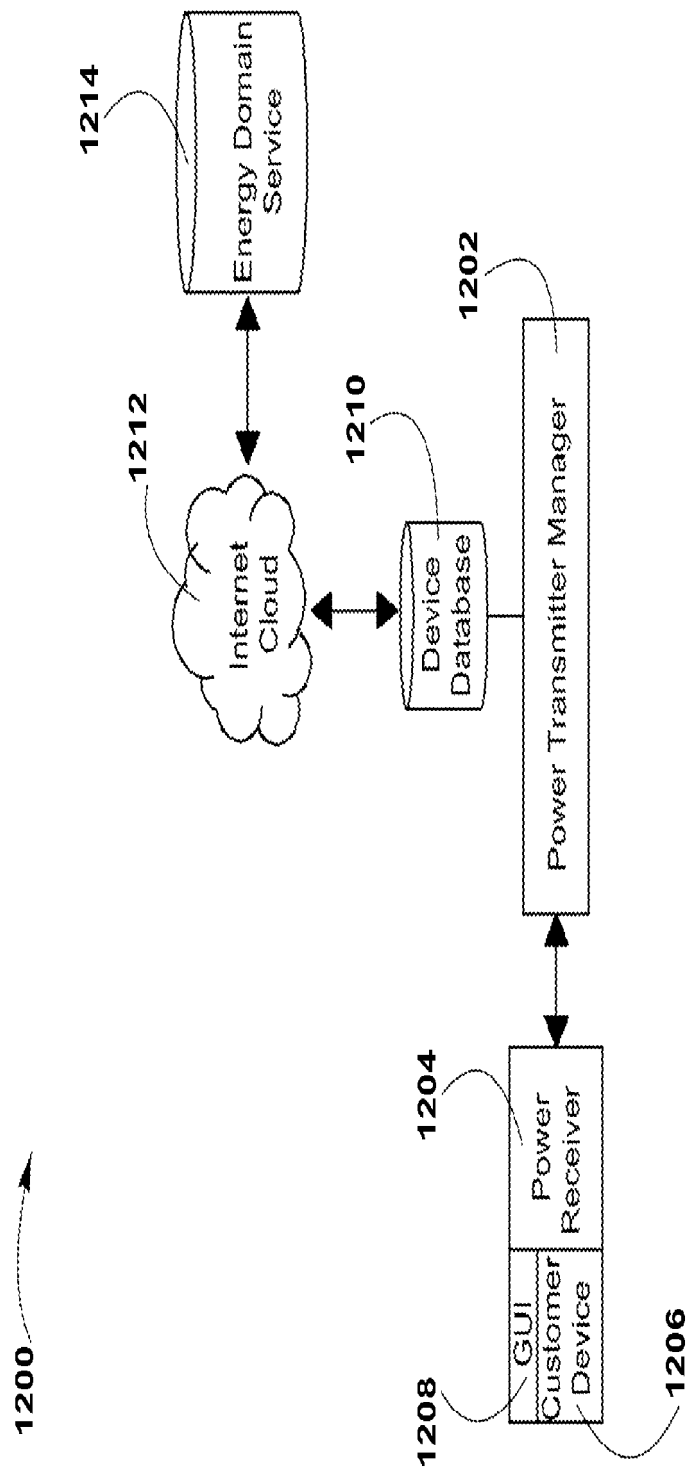 1200
1214
Energy Domain
Service
1212
Internet
Cloud
1210
Device
Database
1202
Power Transmitter Manager
1204
Power
Receiver
GUI
1208
Customer
Device
1206